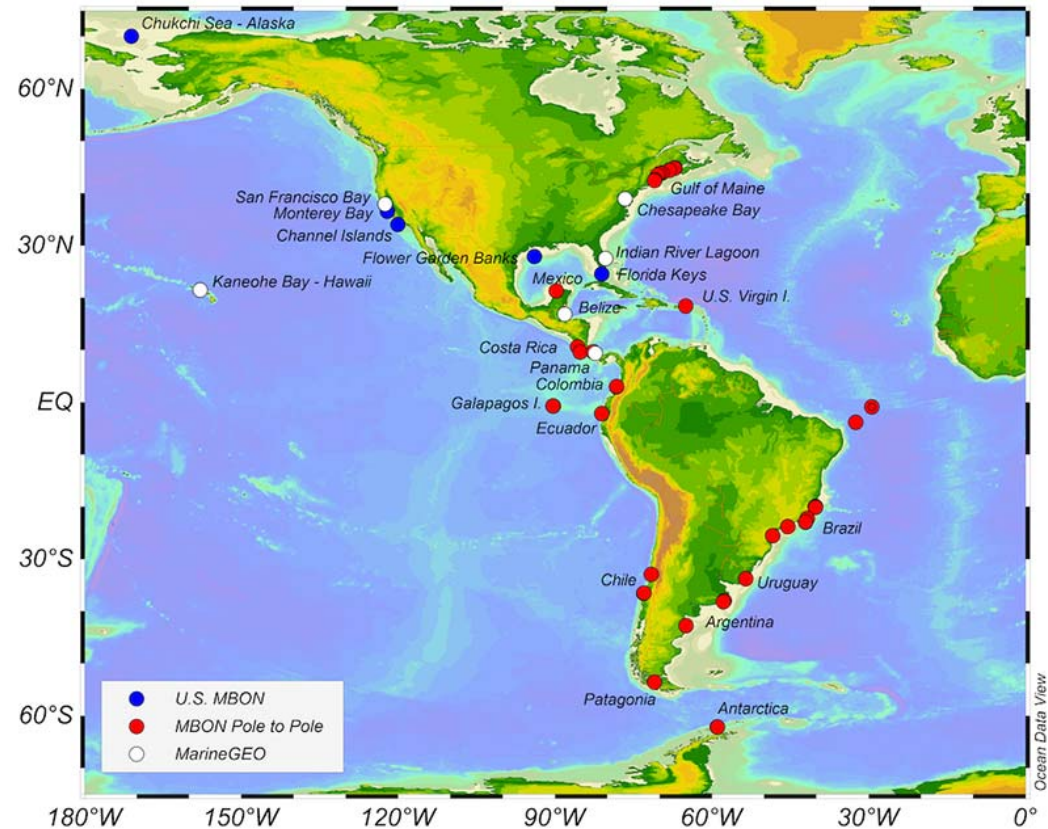 Chukchi Sea - Alaska
60°N
Gulf of Maine
San Francisco Bay
Chesapeake Bay
Monterey Bay
Channel Islands
30°N
Indian River Lagoon
Flower Garden Banks
Florida Keys
Kaneohe Bay - Hawaii
Mexico
U.S. Virgin I.
Belize
Costa Rica
Panama
Colombia
EQ
Galapagos I.
Ecuador
Brazil
30°S
Chile
Uruguay
Argentina
Patagonia
60°S
Antarctica
U.S. MBON
MBON Pole to Pole
MarineGEO
Ocean Data View
180°W
150°W
120°W
90°W
60°W
30°W
0°